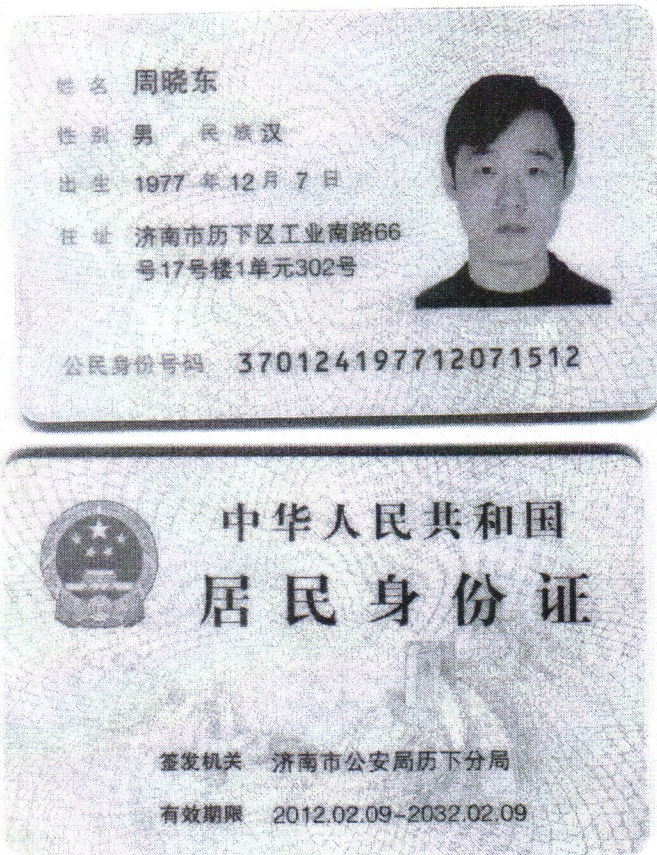 姓名 周晓东
性别 男 民族 汉
出生 1977 年 12 月 7 日
住址 济南市历下区工业南路66
号17号楼1单元302号
公民身份号码 370124197712071512
中华人民共和国
居民身份证
签发机关 济南市公安局历下分局
有效期限 2012.02.09-2032.02.09